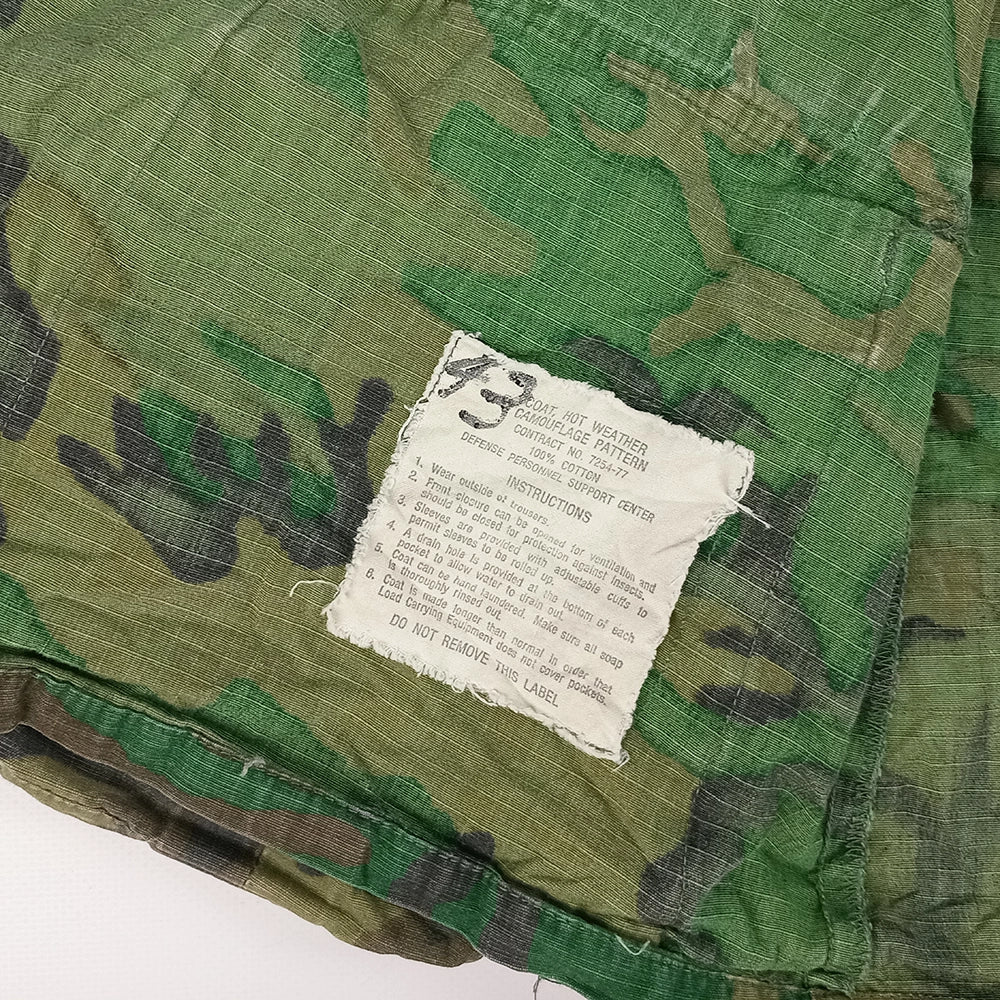 43
COAT, HOT WEATHER
CAMOUFLAGE PATTERN
CONTRACT NO. 7254-77
100% COTTON
DEFENSE PERSONNEL SUPPORT CENTER
INSTRUCTIONS
1. Wear outside of trousers.
2. Front closure can be opened for ventilation and
should be closed for protection against insects.
3. Sleeves are provided with adjustable cuffs to
permit sleeves to be rolled up.
4. A drain hole is provided at the bottom of each
pocket to allow water to drain out.
5. Coat can be hand laundered. Make sure all soap
is thoroughly rinsed out.
6. Coat is made longer than normal in order that
Load Carrying Equipment does not cover pockets.
DO NOT REMOVE THIS LABEL